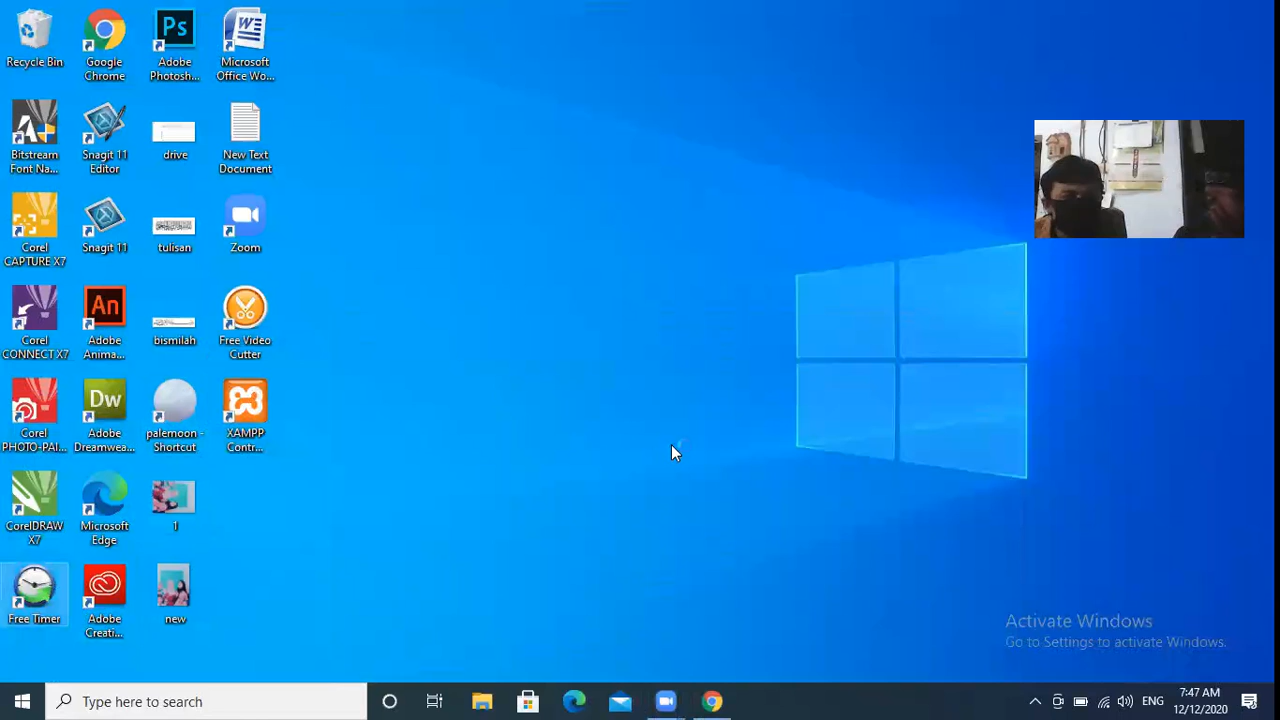 Recycle Bin
Google
Chrome
Ps
Adobe
Photosh...
Microsoft
Office Wo...
Bitstream
Font Na...
Snagit 11
Editor
drive
New Text
Document
Corel
CAPTURE X7
Snagit 11
tulisan
Zoom
Corel
CONNECT X7
An
Adobe
Anima...
bismilah
Free Video
Cutter
Corel
PHOTO-PAI...
Dw
Adobe
Dreamwea...
palemoon -
Shortcut
XAMPP
Contr...
CorelDRAW
X7
Microsoft
Edge
1
Free Timer
Adobe
Creati...
new
Activate Windows
Go to Settings to activate Windows.
Type here to search
ENG
7:47 AM
12/12/2020